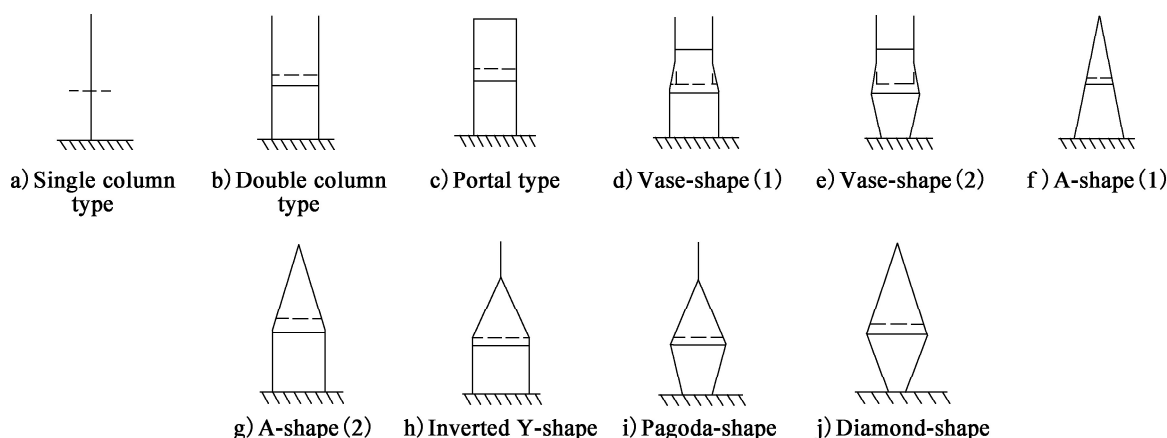 a) Single column type
b) Double column type
c) Portal type
d) Vase-shape (1)
e) Vase-shape (2)
f) A-shape (1)
g) A-shape (2)
h) Inverted Y-shape
i) Pagoda-shape
j) Diamond-shape